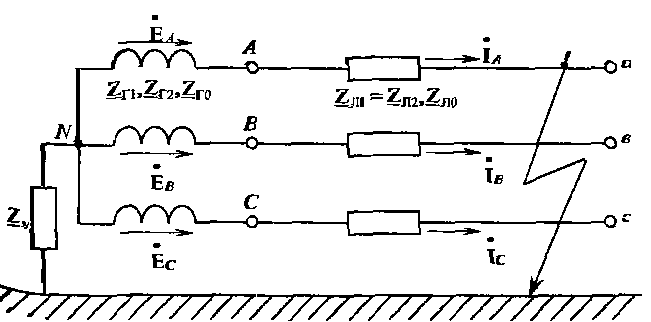 Ė_A
A
İ_A
a
Z_Г1, Z_Г2, Z_Г0
Z_Л1 = Z_Л2, Z_Л0
N
B
в
Ė_B
İ_B
Z_N
C
c
Ė_C
İ_C